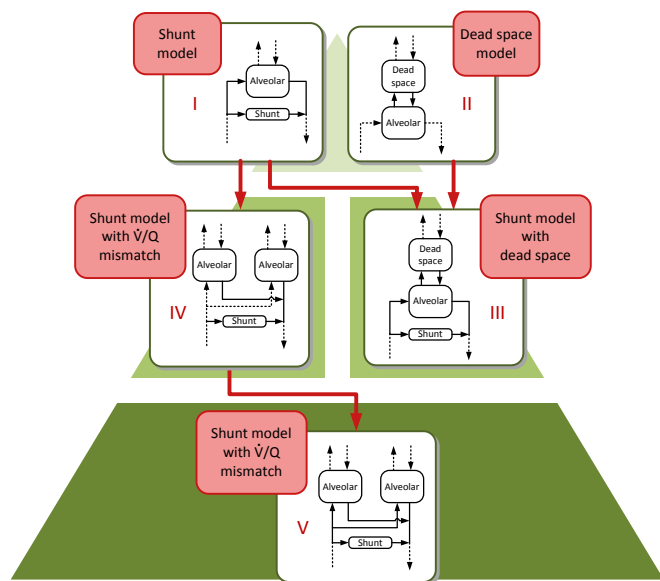 Shunt
model
Alveolar
Shunt
I
Dead space
model
Dead
space
Alveolar
II
Shunt model
with V̇/Q
mismatch
Alveolar
Alveolar
Shunt
IV
Shunt model
with
dead space
Dead
space
Alveolar
Shunt
III
Shunt model
with V̇/Q
mismatch
Alveolar
Alveolar
Shunt
V